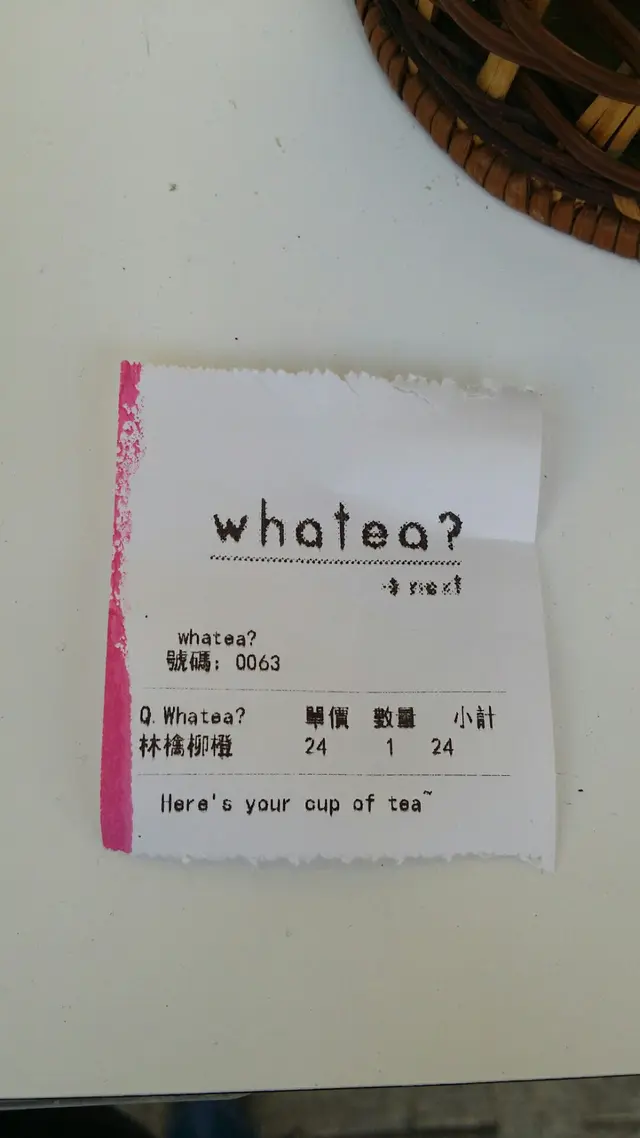 whatea?
→ next
whatea?
號碼: 0063
Q.Whatea? 單價 數量 小計
林檎柳橙 24 1 24
Here's your cup of tea~